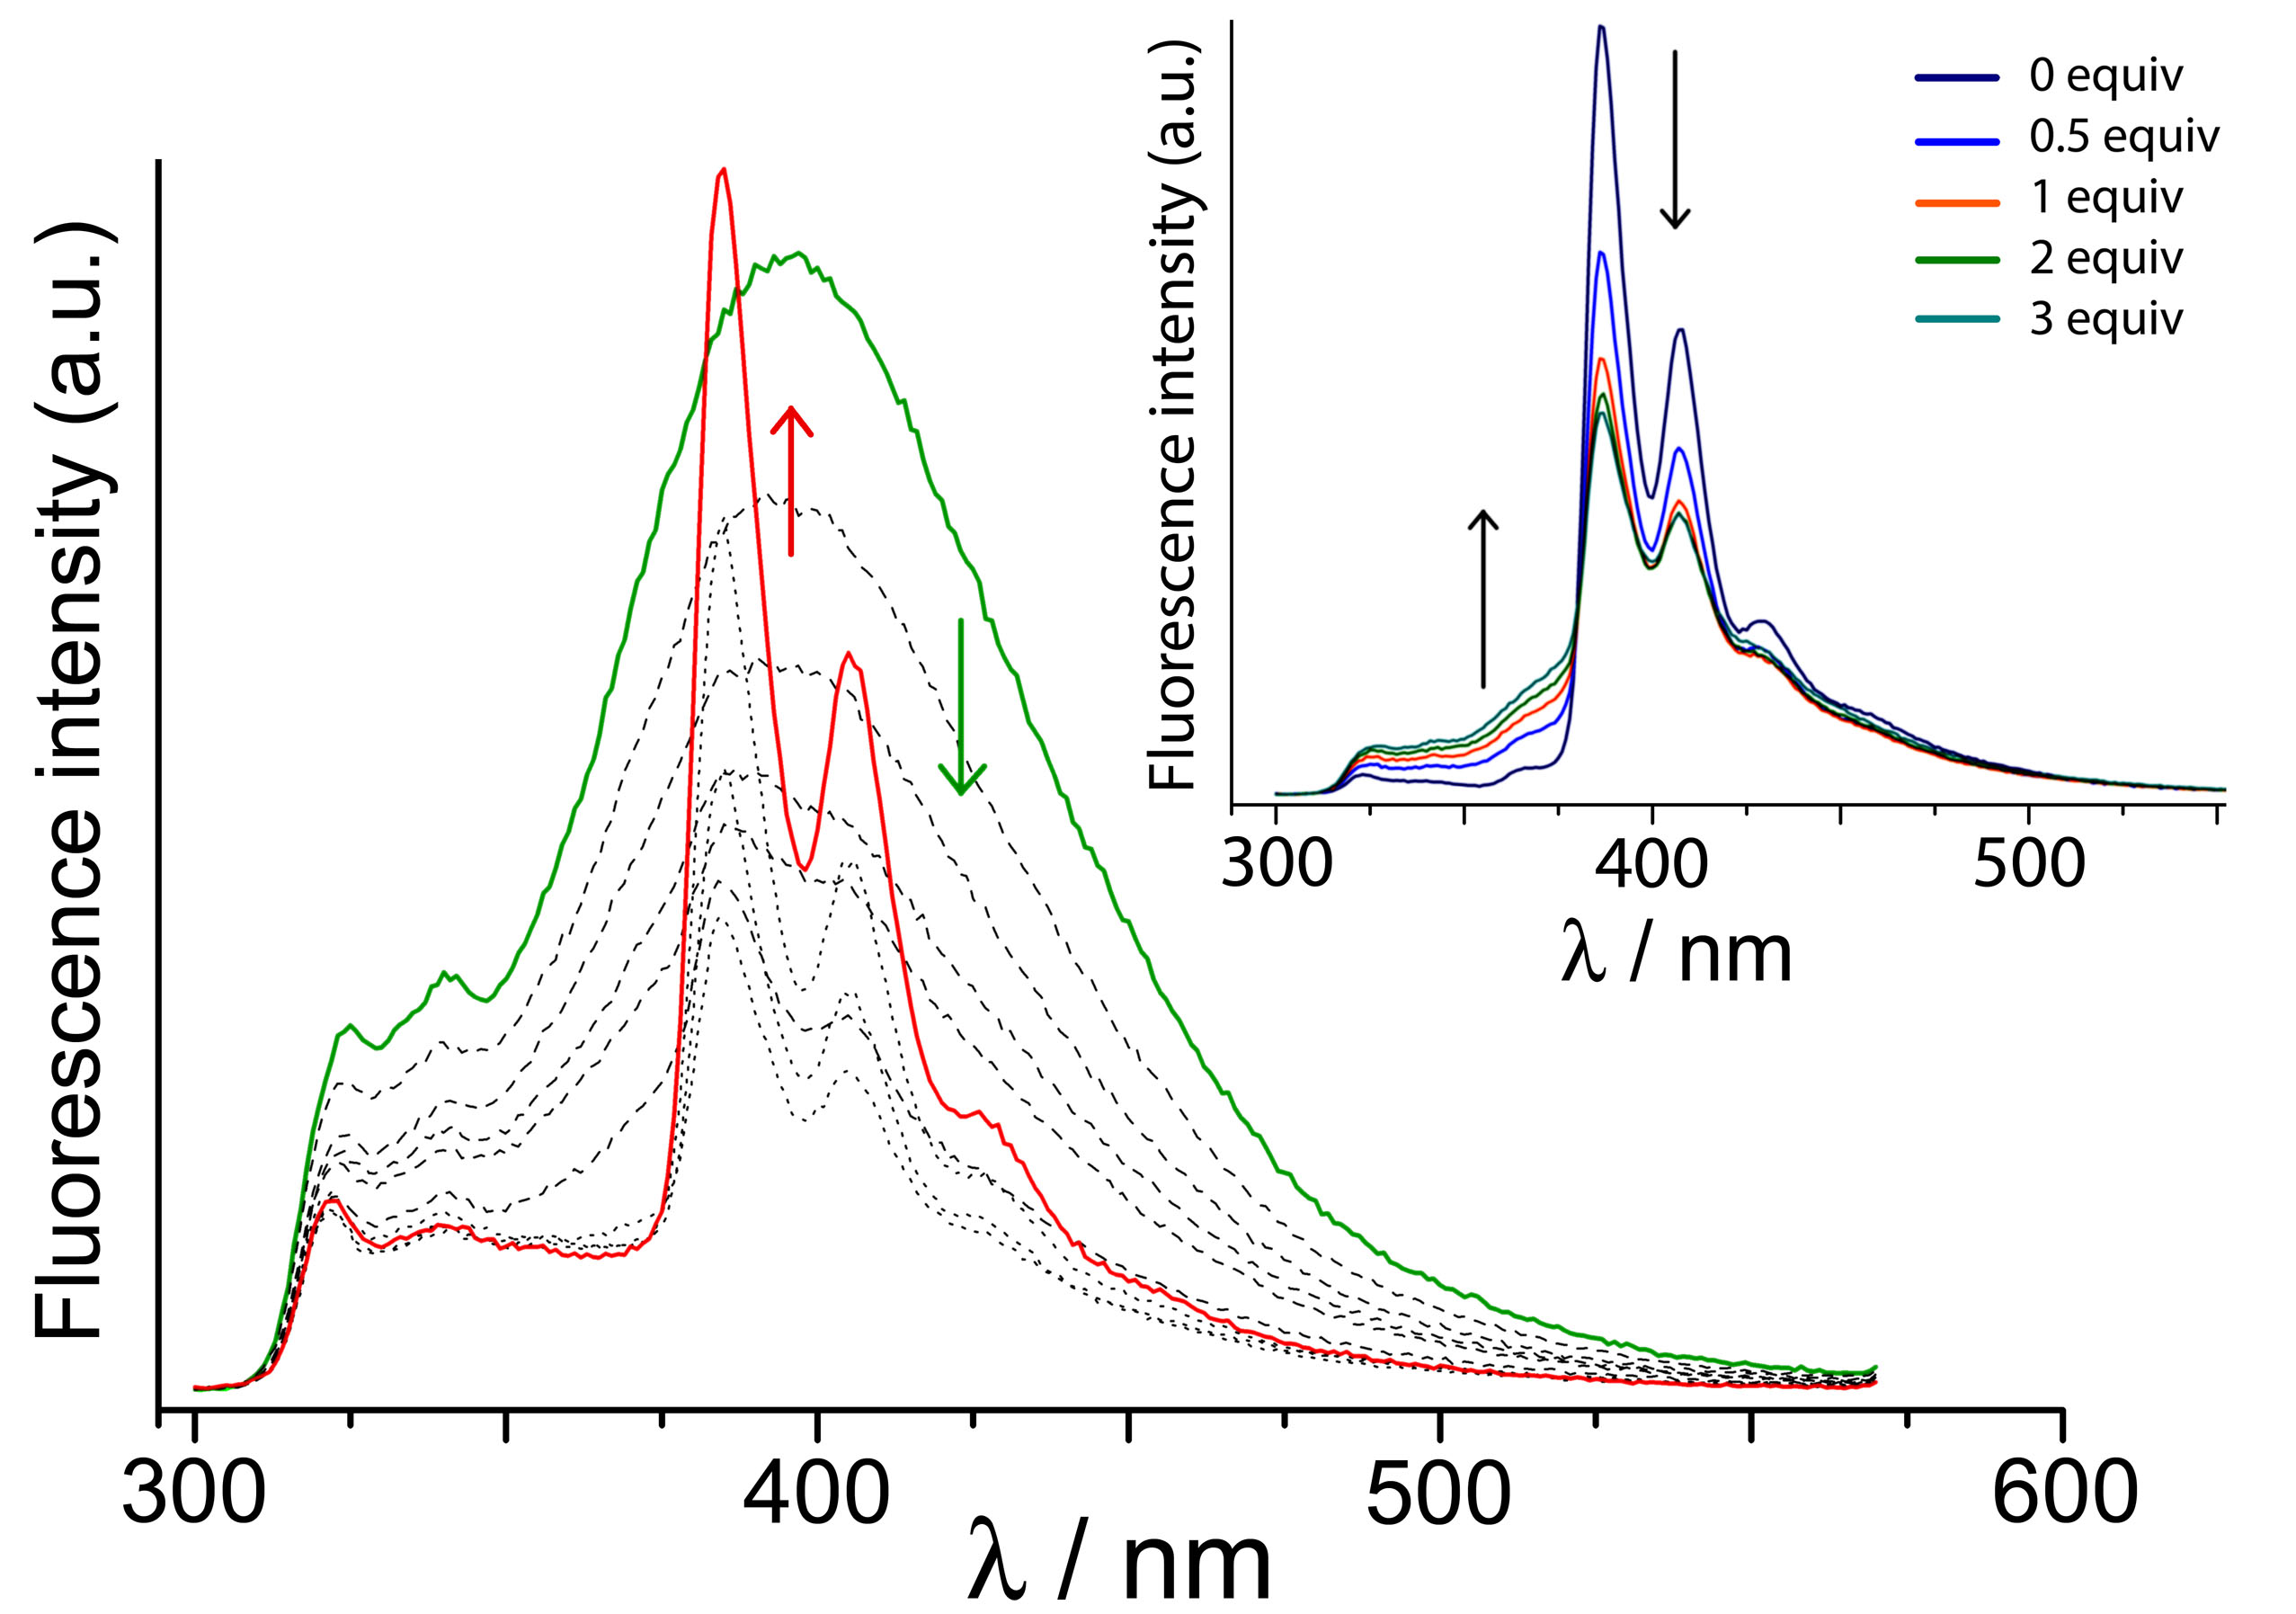 Fluorescence intensity (a.u.)
300
400
500
600
λ / nm
Fluorescence intensity (a.u.)
0 equiv
0.5 equiv
1 equiv
2 equiv
3 equiv
300
400
500
λ / nm